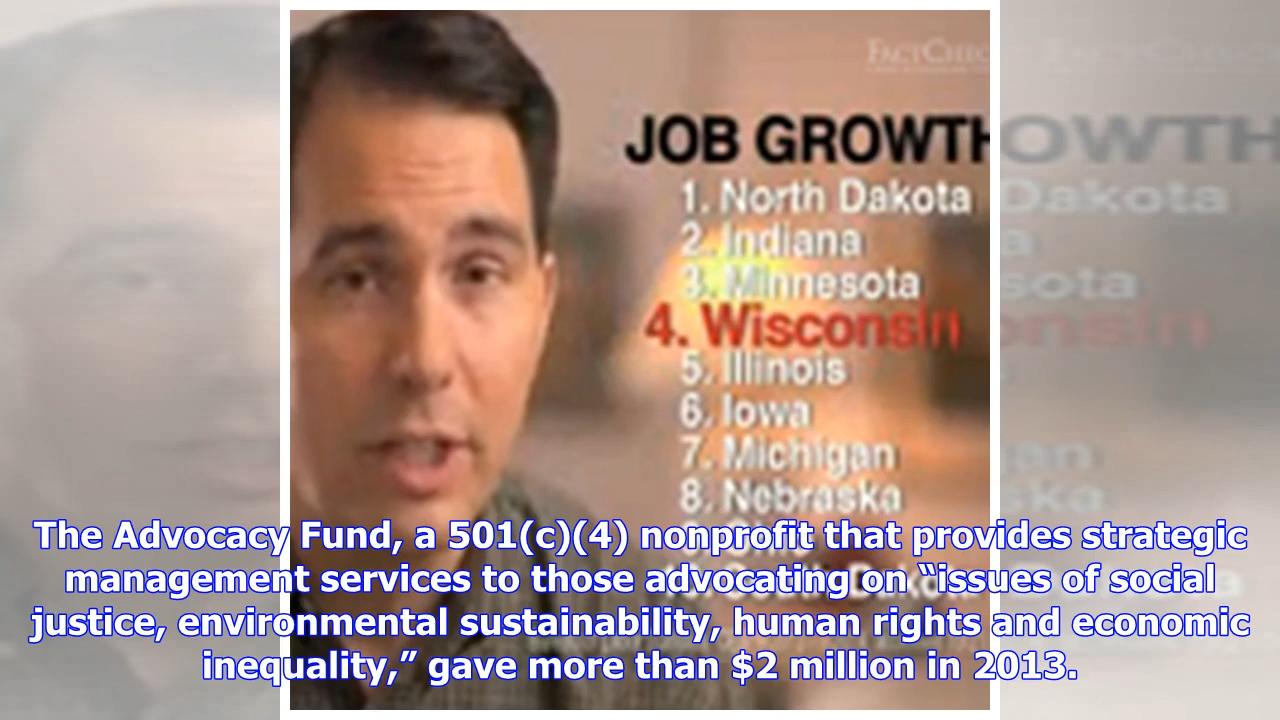 JOB GROWTH
1. North Dakota
2. Indiana
3. Minnesota
4. Wisconsin
5. Illinois
6. Iowa
7. Michigan
8. Nebraska
The Advocacy Fund, a 501(c)(4) nonprofit that provides strategic
management services to those advocating on “issues of social
justice, environmental sustainability, human rights and economic
inequality,” gave more than $2 million in 2013.